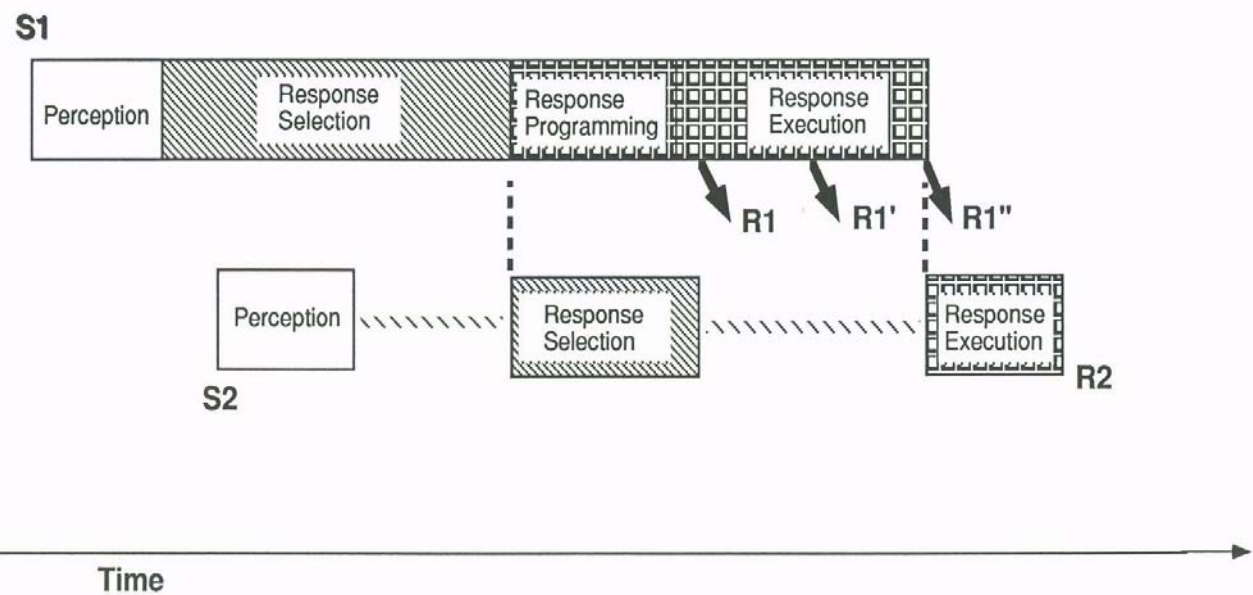 S1
Perception
Response
Selection
Response
Programming
Response
Execution
R1
R1'
R1"
Perception
Response
Selection
Response
Execution
S2
R2
Time